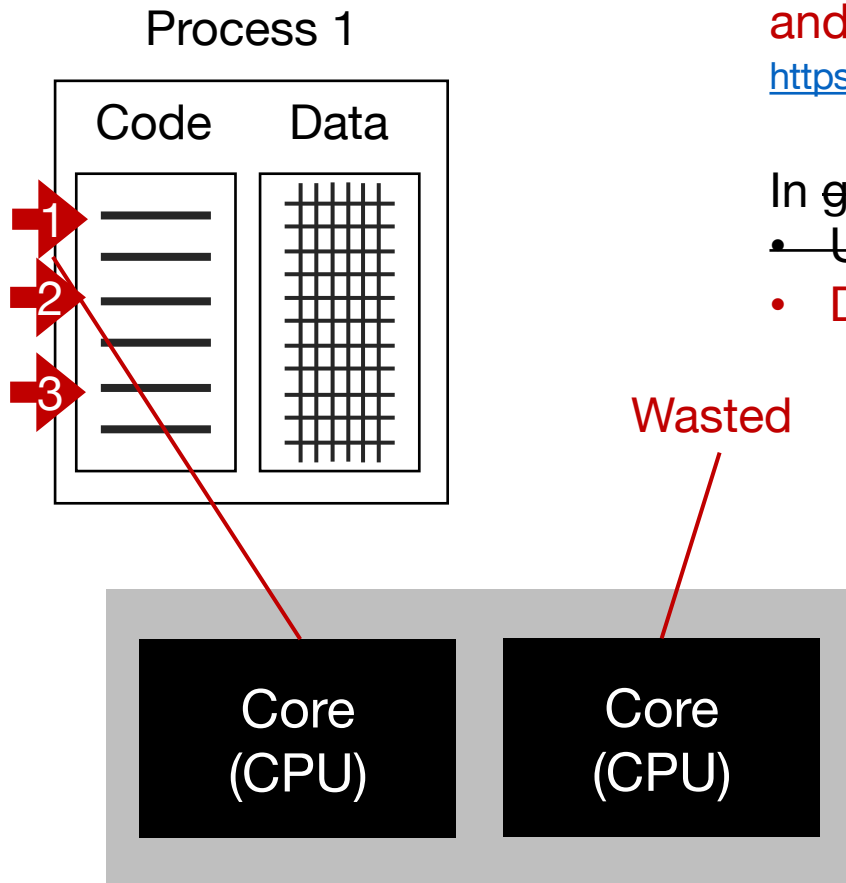 Process 1
Code Data
1
2
3
and
https
In g
• U
• D
Wasted
Core
(CPU)
Core
(CPU)